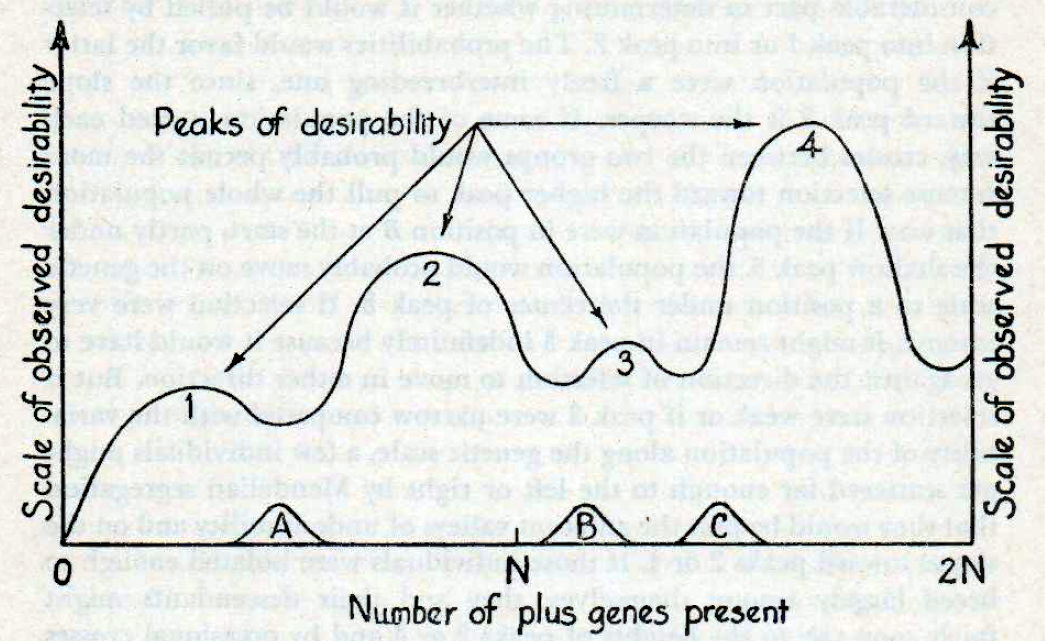 Scale of observed desirability
Peaks of desirability
1
2
3
4
A
B
C
0
N
2N
Number of plus genes present
Scale of observed desirability